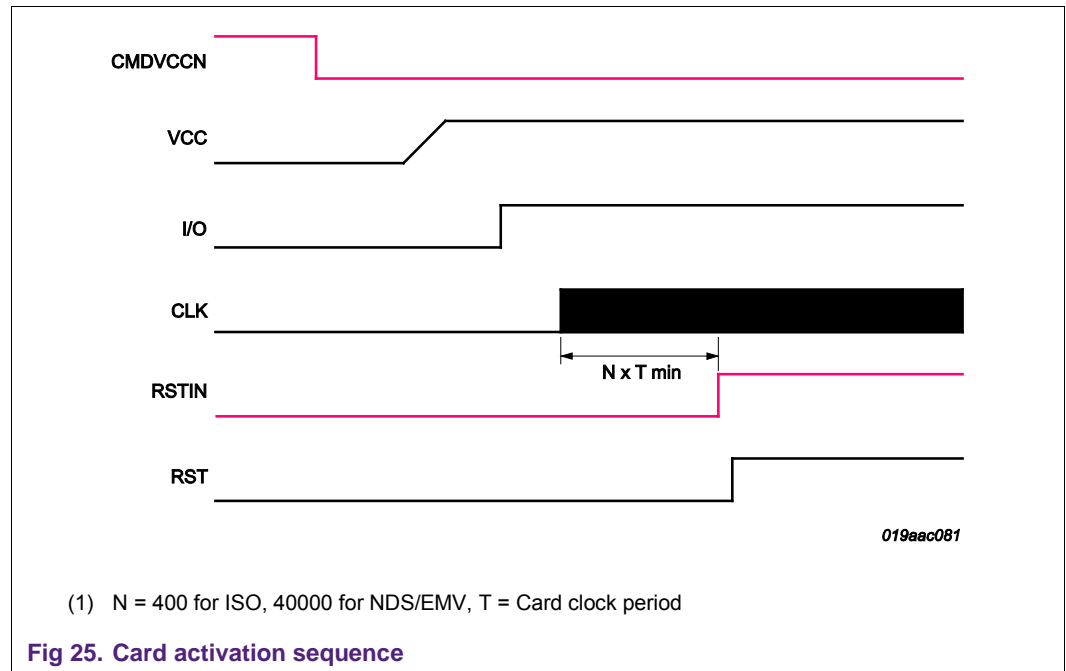 CMDVCCN
VCC
I/O
CLK
N x T min
RSTIN
RST
019aac081
(1) N = 400 for ISO, 40000 for NDS/EMV, T = Card clock period
Fig 25. Card activation sequence